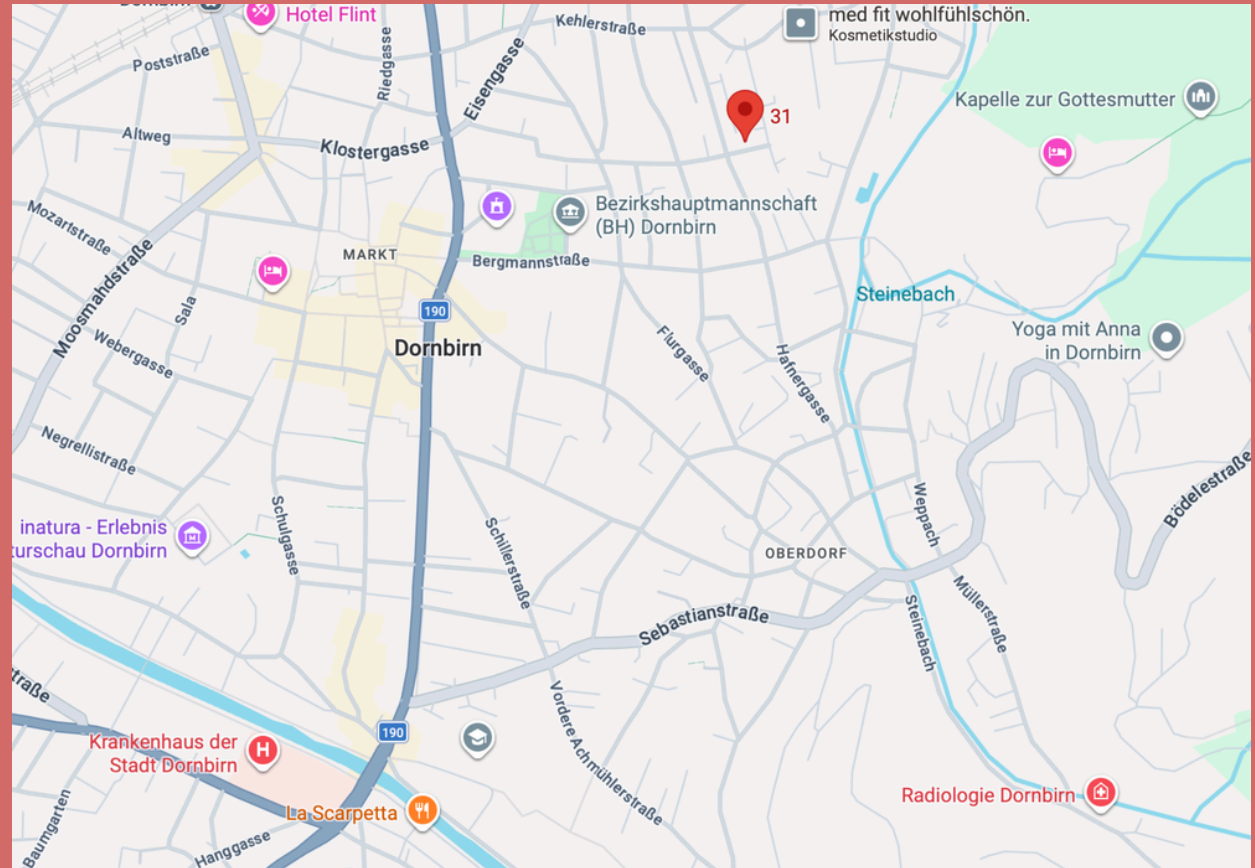 Hotel Flint
Kehlerstraße
med fit wohlfühlschön.
Kosmetikstudio
Poststraße
Riedgasse
Eisengasse
Kapelle zur Gottesmutter
31
Altweg
Klostergasse
Mozartstraße
Bezirkshauptmannschaft
(BH) Dornbirn
MARKT
Bergmannstraße
Moosmahdstraße
Sala
190
Steinebach
Webergasse
Dornbirn
Flurgasse
Hafnergasse
Yoga mit Anna
in Dornbirn
Negrellistraße
Bödelestraße
inatura - Erlebnis
turschau Dornbirn
Schulgasse
Schillerstraße
Weppach
OBERDORF
Sebastianstraße
Steinebach
Müllerstraße
traße
190
Vordere Achmühlerstraße
Krankenhaus der
Stadt Dornbirn
H
La Scarpetta
Radiologie Dornbirn
Baumgarten
Hanggasse